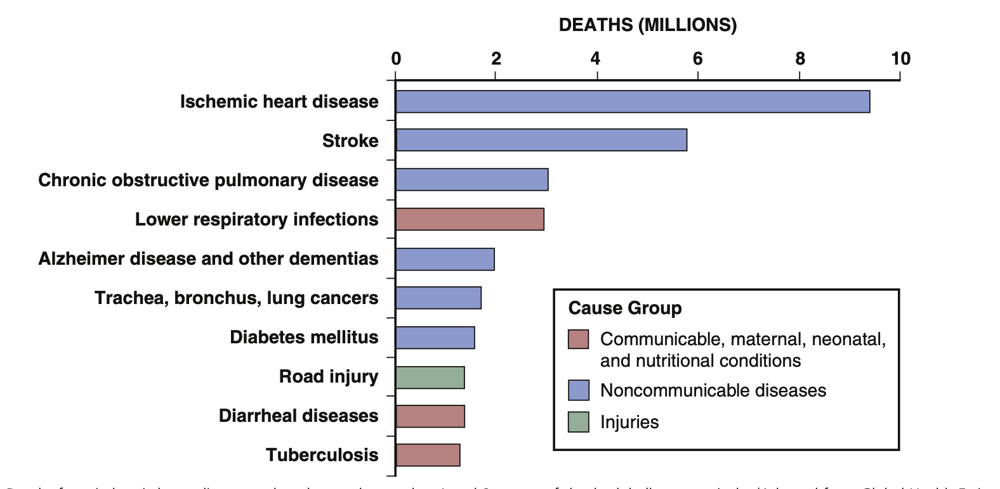 DEATHS (MILLIONS)
0 2 4 6 8 10
Ischemic heart disease
Stroke
Chronic obstructive pulmonary disease
Lower respiratory infections
Alzheimer disease and other dementias
Trachea, bronchus, lung cancers
Diabetes mellitus
Road injury
Diarrheal diseases
Tuberculosis
Cause Group
Communicable, maternal, neonatal,
and nutritional conditions
Noncommunicable diseases
Injuries